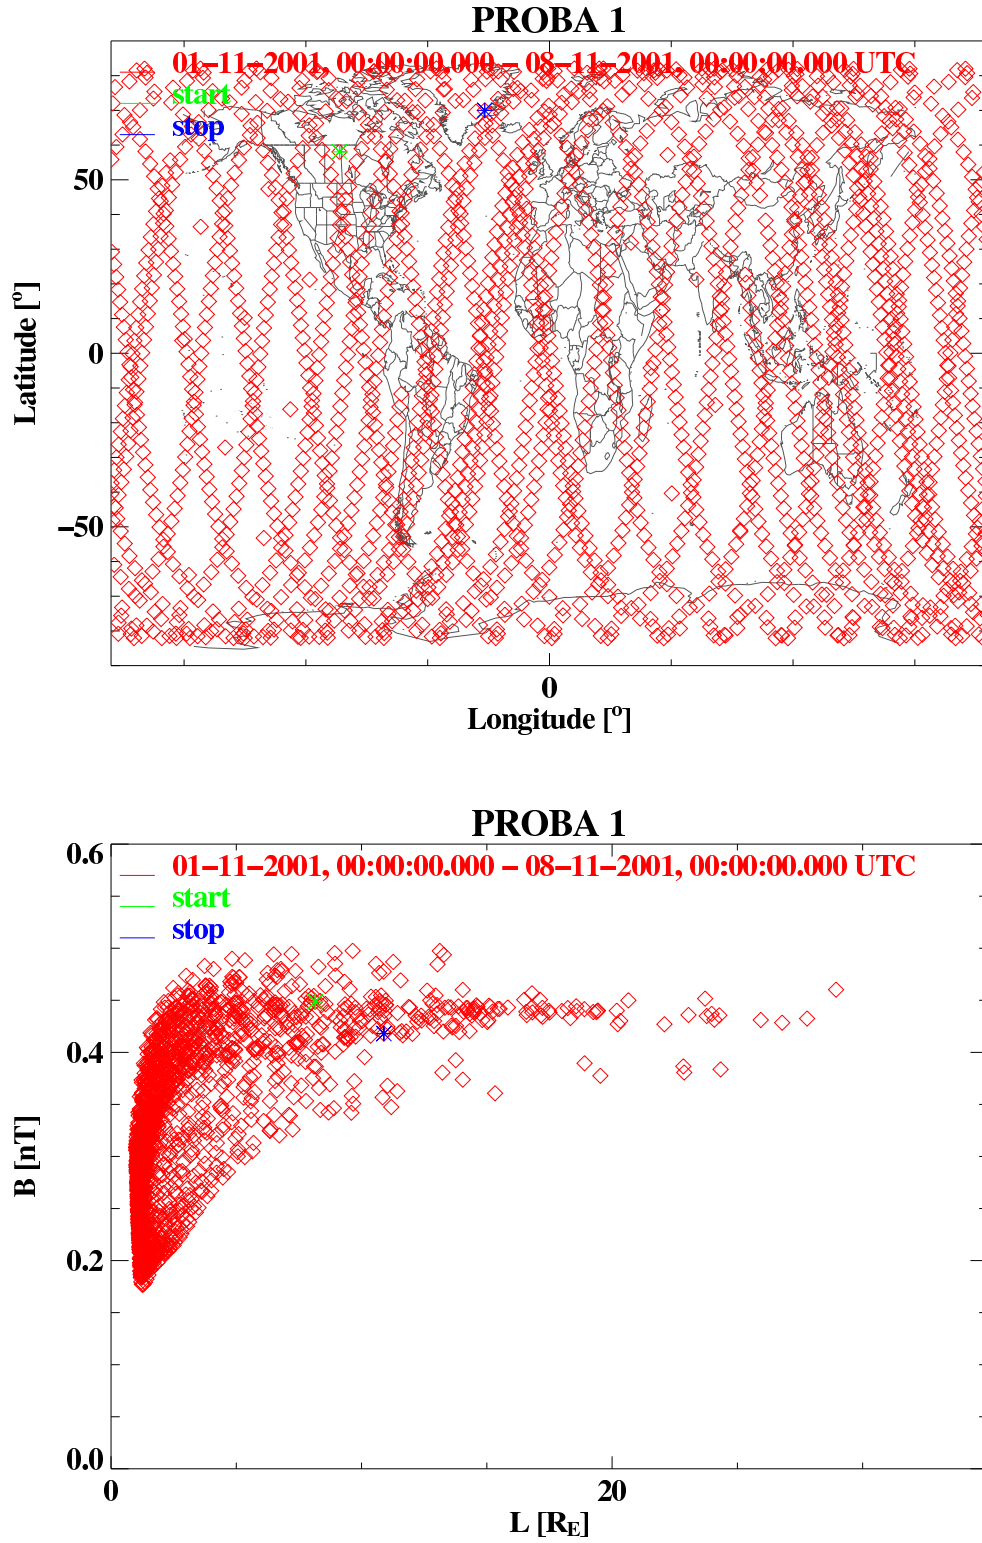 PROBA 1
01-11-2001, 00:00:00.000 - 08-11-2001, 00:00:00.000 UTC
start
stop
50
0
-50
Latitude [°]
0
Longitude [°]
PROBA 1
0.6
01-11-2001, 00:00:00.000 - 08-11-2001, 00:00:00.000 UTC
start
stop
0.4
B [nT]
0.2
0.0
0
20
L [R_E]